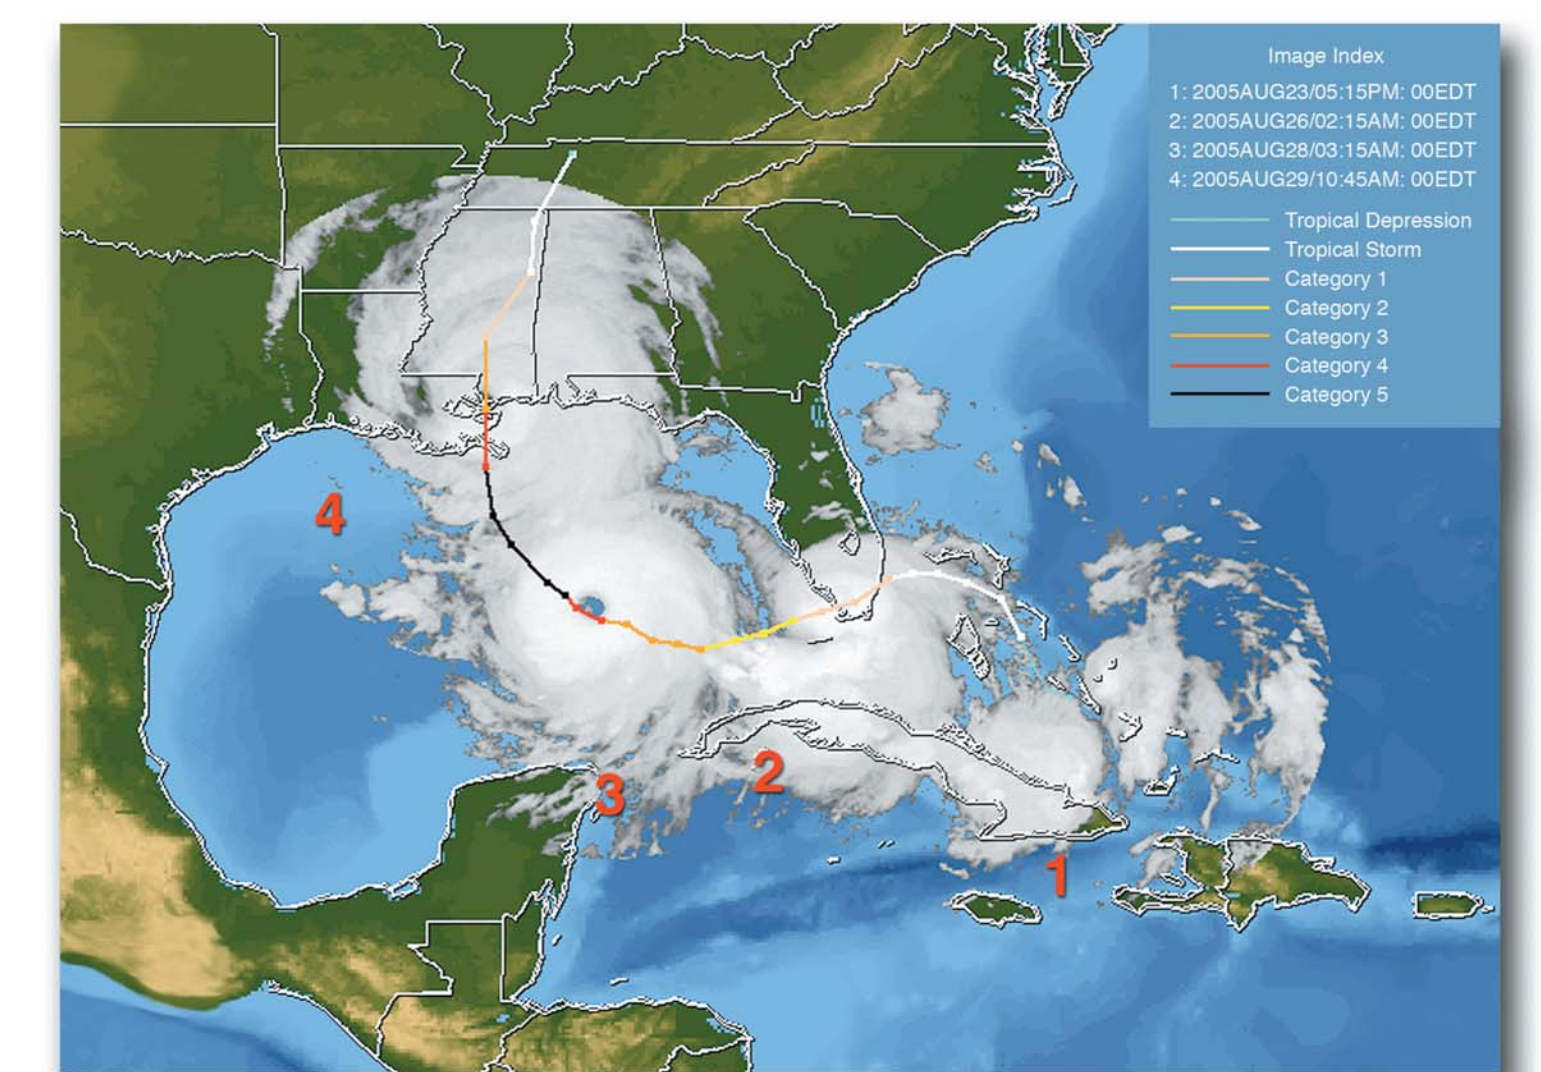 Image Index
1: 2005AUG23/05:15PM: 00EDT
2: 2005AUG26/02:15AM: 00EDT
3: 2005AUG28/03:15AM: 00EDT
4: 2005AUG29/10:45AM: 00EDT
Tropical Depression
Tropical Storm
Category 1
Category 2
Category 3
Category 4
Category 5
4
2
3
1